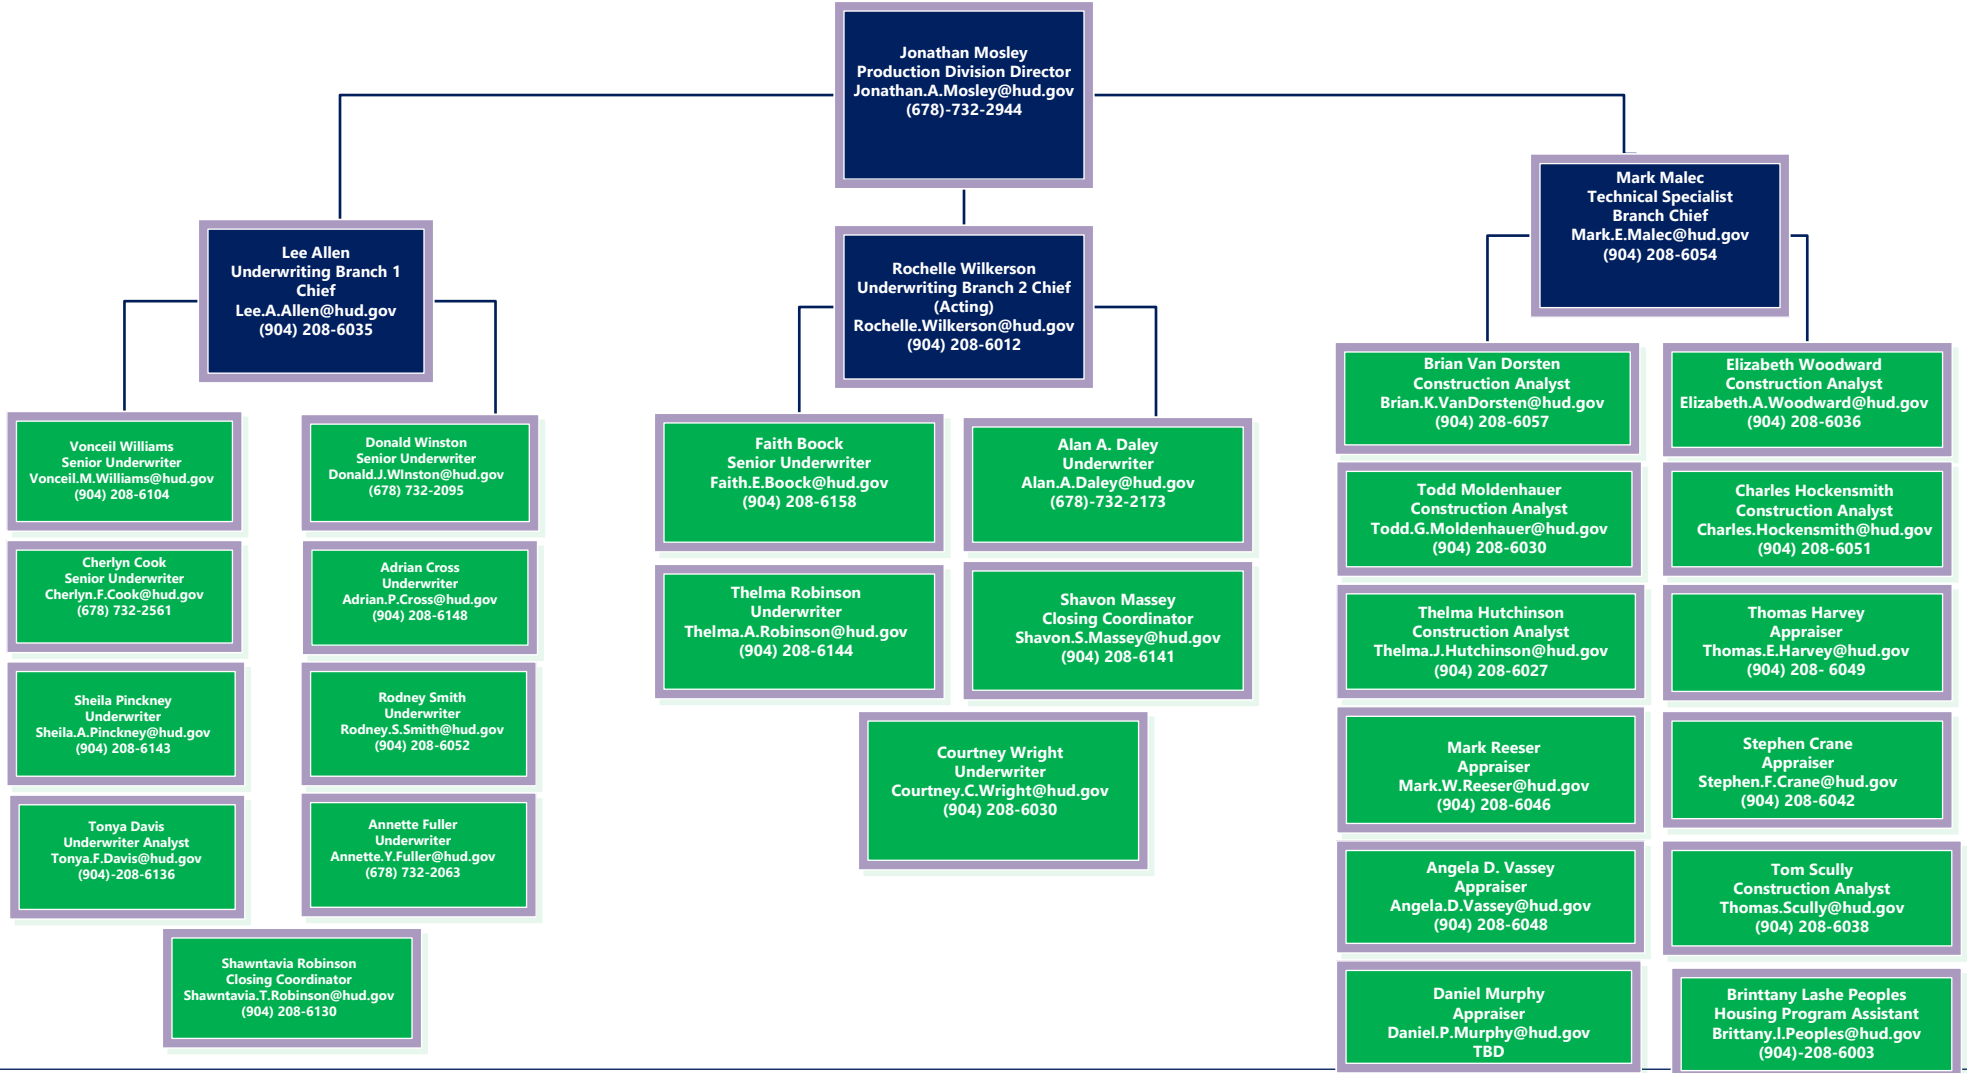 Jonathan Mosley
Production Division Director
Jonathan.A.Mosley@hud.gov
(678)-732-2944
Lee Allen
Underwriting Branch 1
Chief
Lee.A.Allen@hud.gov
(904) 208-6035
Rochelle Wilkerson
Underwriting Branch 2 Chief
(Acting)
Rochelle.Wilkerson@hud.gov
(904) 208-6012
Mark Malec
Technical Specialist
Branch Chief
Mark.E.Malec@hud.gov
(904) 208-6054
Vonceil Williams
Senior Underwriter
Vonceil.M.Williams@hud.gov
(904) 208-6104
Donald Winston
Senior Underwriter
Donald.J.WInston@hud.gov
(678) 732-2095
Cherlyn Cook
Senior Underwriter
Cherlyn.F.Cook@hud.gov
(678) 732-2561
Adrian Cross
Underwriter
Adrian.P.Cross@hud.gov
(904) 208-6148
Sheila Pinckney
Underwriter
Sheila.A.Pinckney@hud.gov
(904) 208-6143
Rodney Smith
Underwriter
Rodney.S.Smith@hud.gov
(904) 208-6052
Tonya Davis
Underwriter Analyst
Tonya.F.Davis@hud.gov
(904)-208-6136
Annette Fuller
Underwriter
Annette.Y.Fuller@hud.gov
(678) 732-2063
Shawntavia Robinson
Closing Coordinator
Shawntavia.T.Robinson@hud.gov
(904) 208-6130
Faith Boock
Senior Underwriter
Faith.E.Boock@hud.gov
(904) 208-6158
Alan A. Daley
Underwriter
Alan.A.Daley@hud.gov
(678)-732-2173
Thelma Robinson
Underwriter
Thelma.A.Robinson@hud.gov
(904) 208-6144
Shavon Massey
Closing Coordinator
Shavon.S.Massey@hud.gov
(904) 208-6141
Courtney Wright
Underwriter
Courtney.C.Wright@hud.gov
(904) 208-6030
Brian Van Dorsten
Construction Analyst
Brian.K.VanDorsten@hud.gov
(904) 208-6057
Elizabeth Woodward
Construction Analyst
Elizabeth.A.Woodward@hud.gov
(904) 208-6036
Todd Moldenhauer
Construction Analyst
Todd.G.Moldenhauer@hud.gov
(904) 208-6030
Charles Hockensmith
Construction Analyst
Charles.Hockensmith@hud.gov
(904) 208-6051
Thelma Hutchinson
Construction Analyst
Thelma.J.Hutchinson@hud.gov
(904) 208-6027
Thomas Harvey
Appraiser
Thomas.E.Harvey@hud.gov
(904) 208- 6049
Mark Reeser
Appraiser
Mark.W.Reeser@hud.gov
(904) 208-6046
Stephen Crane
Appraiser
Stephen.F.Crane@hud.gov
(904) 208-6042
Angela D. Vassey
Appraiser
Angela.D.Vassey@hud.gov
(904) 208-6048
Tom Scully
Construction Analyst
Thomas.Scully@hud.gov
(904) 208-6038
Daniel Murphy
Appraiser
Daniel.P.Murphy@hud.gov
TBD
Brinttany Lashe Peoples
Housing Program Assistant
Brittany.l.Peoples@hud.gov
(904)-208-6003